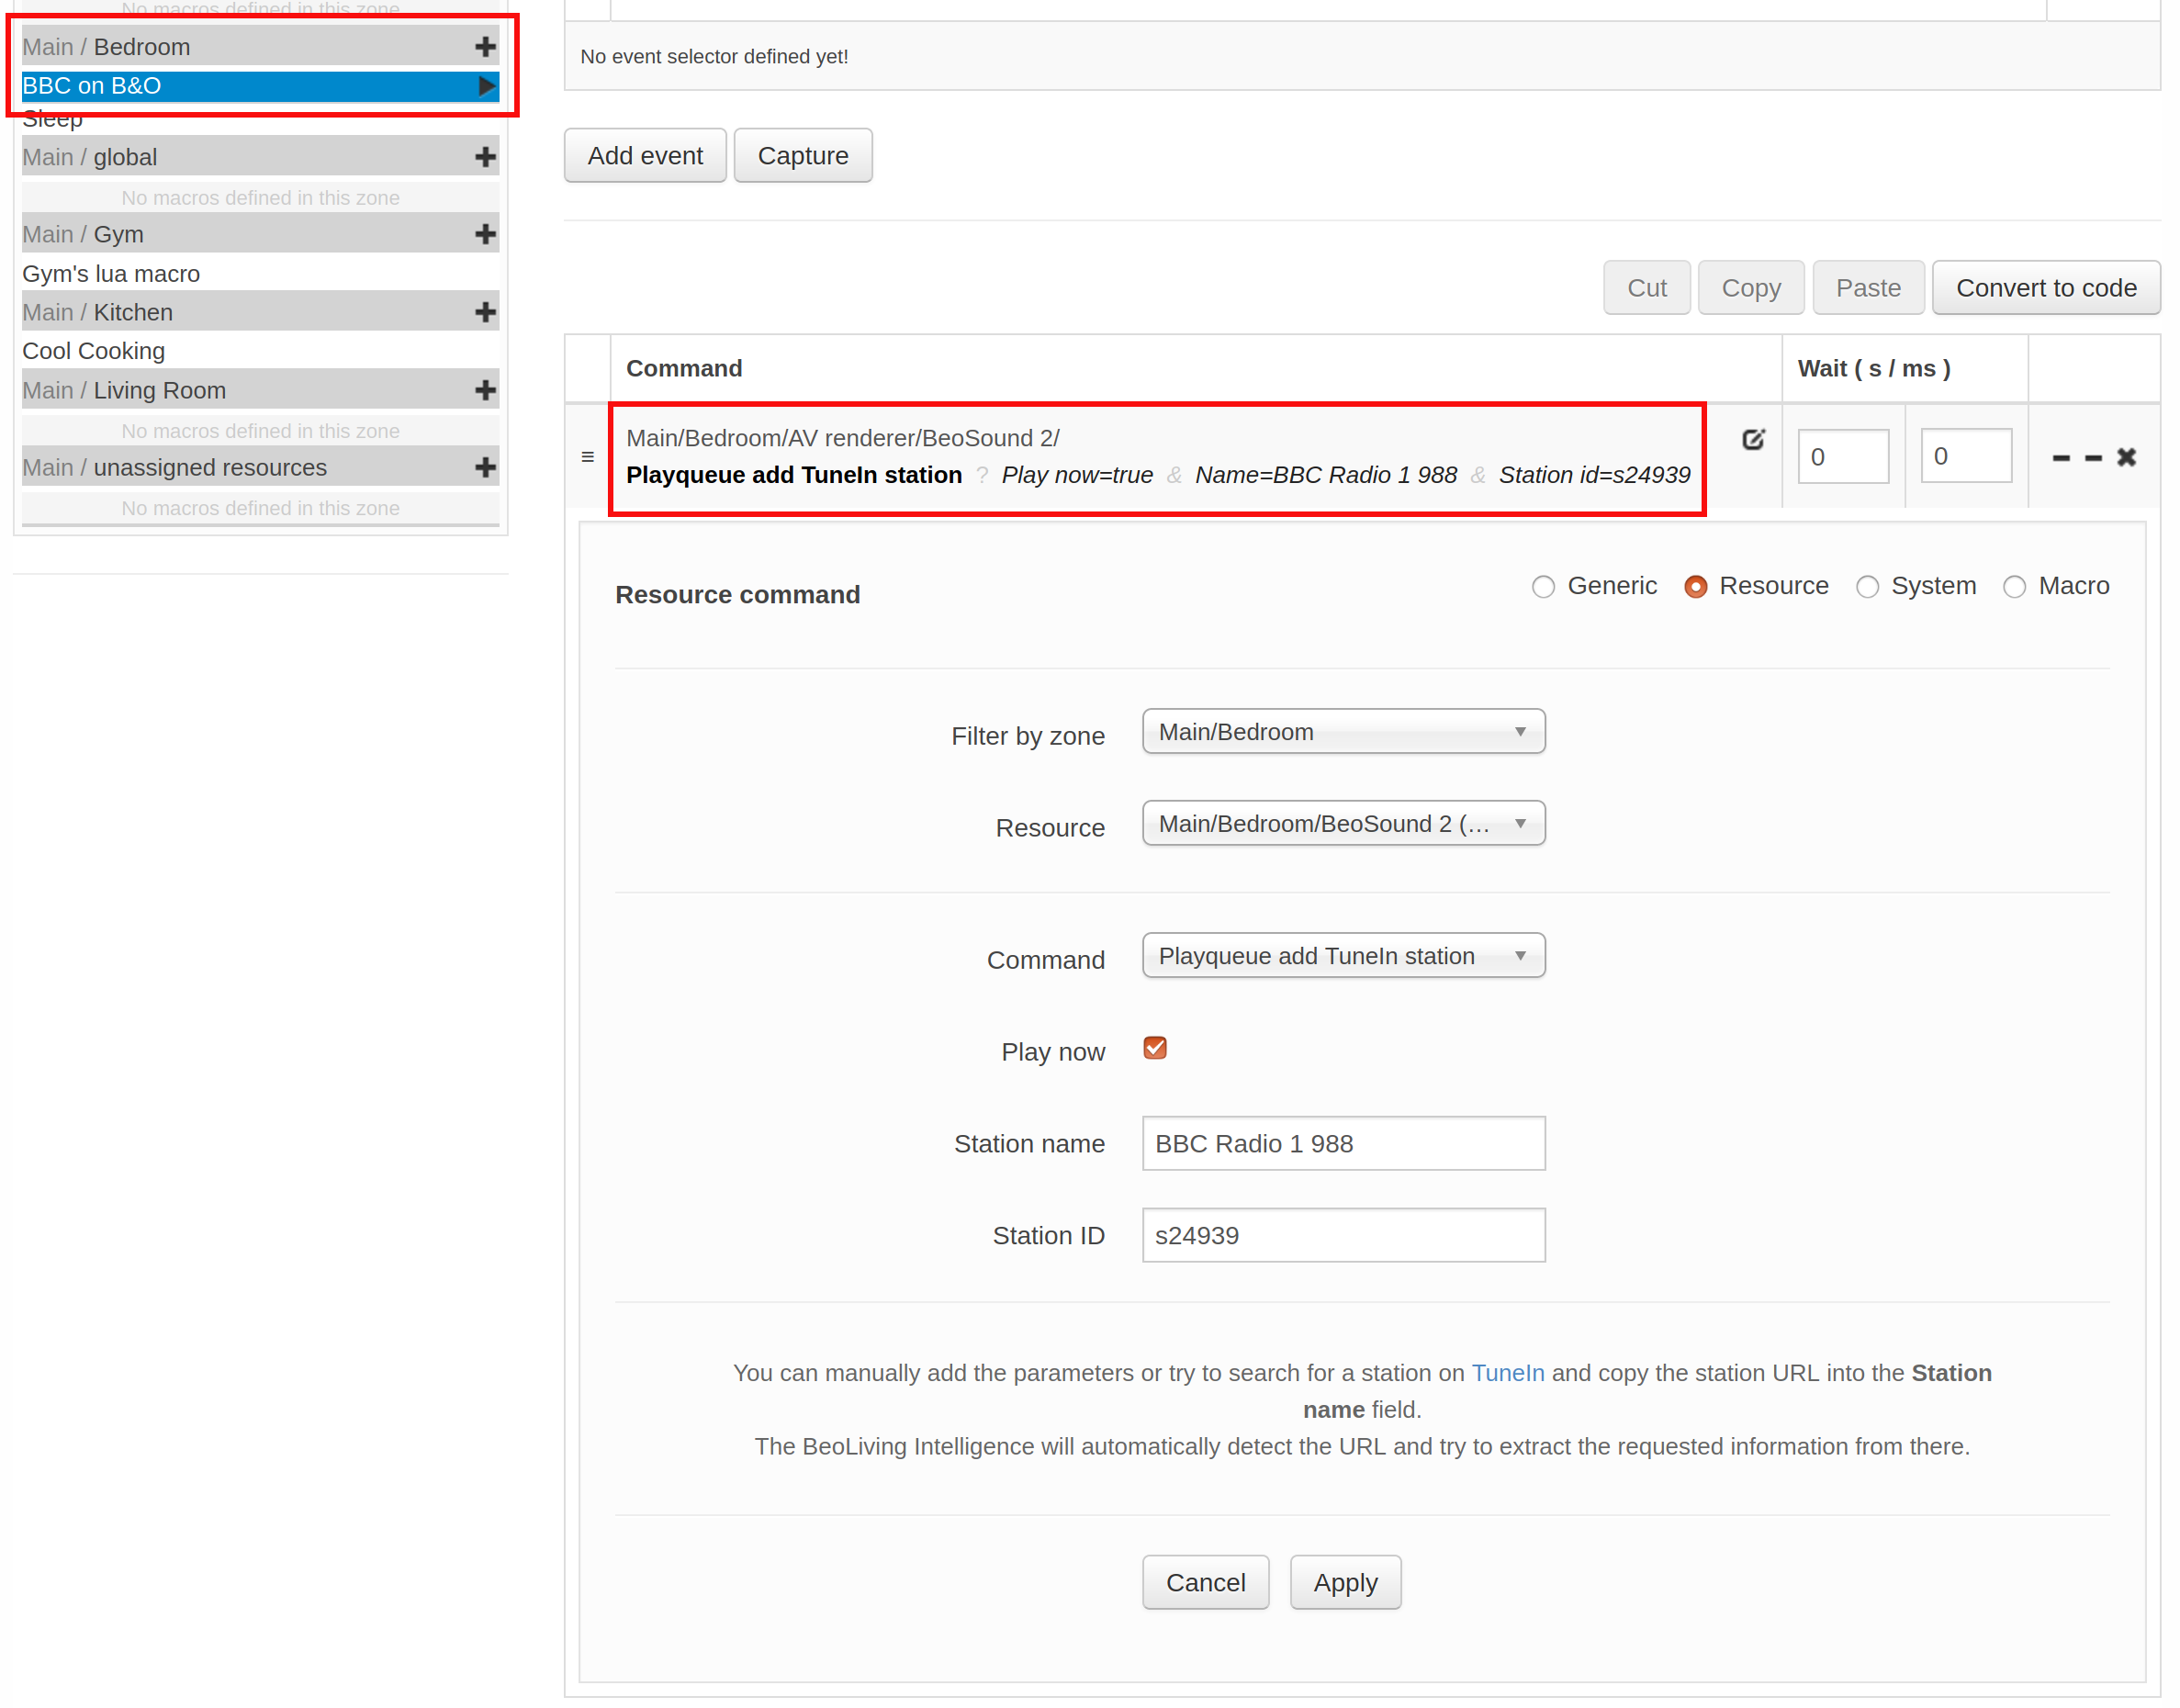 No macros defined in this zone
Main / Bedroom
BBC on B&O
Sleep
Main / global
No macros defined in this zone
Main / Gym
Gym's lua macro
Main / Kitchen
Cool Cooking
Main / Living Room
No macros defined in this zone
Main / unassigned resources
No macros defined in this zone
No event selector defined yet!
Add event Capture
Cut Copy Paste Convert to code
Command Wait ( s / ms )
Main/Bedroom/AV renderer/BeoSound 2/
Playqueue add TuneIn station ? Play now=true & Name=BBC Radio 1 988 & Station id=s24939
0 0
Resource command
Generic Resource System Macro
Filter by zone Main/Bedroom
Resource Main/Bedroom/BeoSound 2 (…
Command Playqueue add TuneIn station
Play now
Station name BBC Radio 1 988
Station ID s24939
You can manually add the parameters or try to search for a station on TuneIn and copy the station URL into the Station
name field.
The BeoLiving Intelligence will automatically detect the URL and try to extract the requested information from there.
Cancel Apply